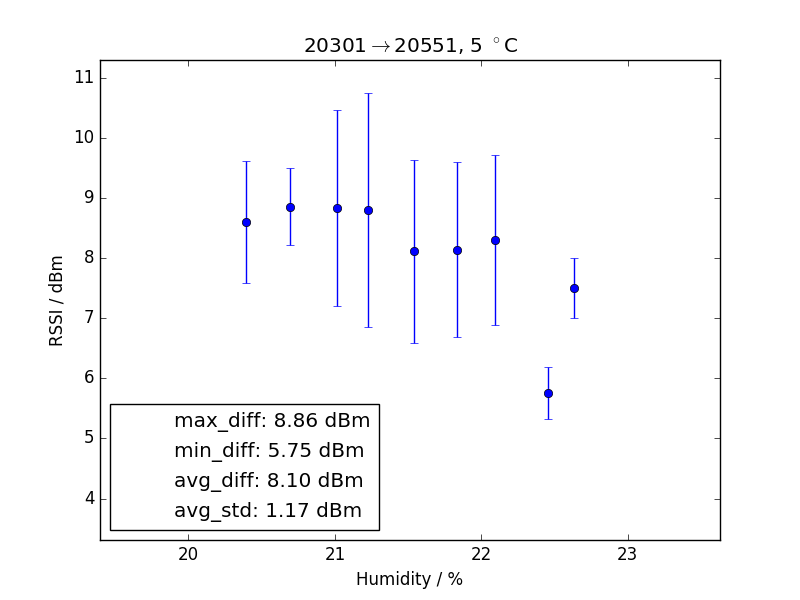 20301→20551, 5 °C
11
10
9
8
7
6
5
4
RSSI / dBm
max_diff: 8.86 dBm
min_diff: 5.75 dBm
avg_diff: 8.10 dBm
avg_std: 1.17 dBm
20 21 22 23
Humidity / %